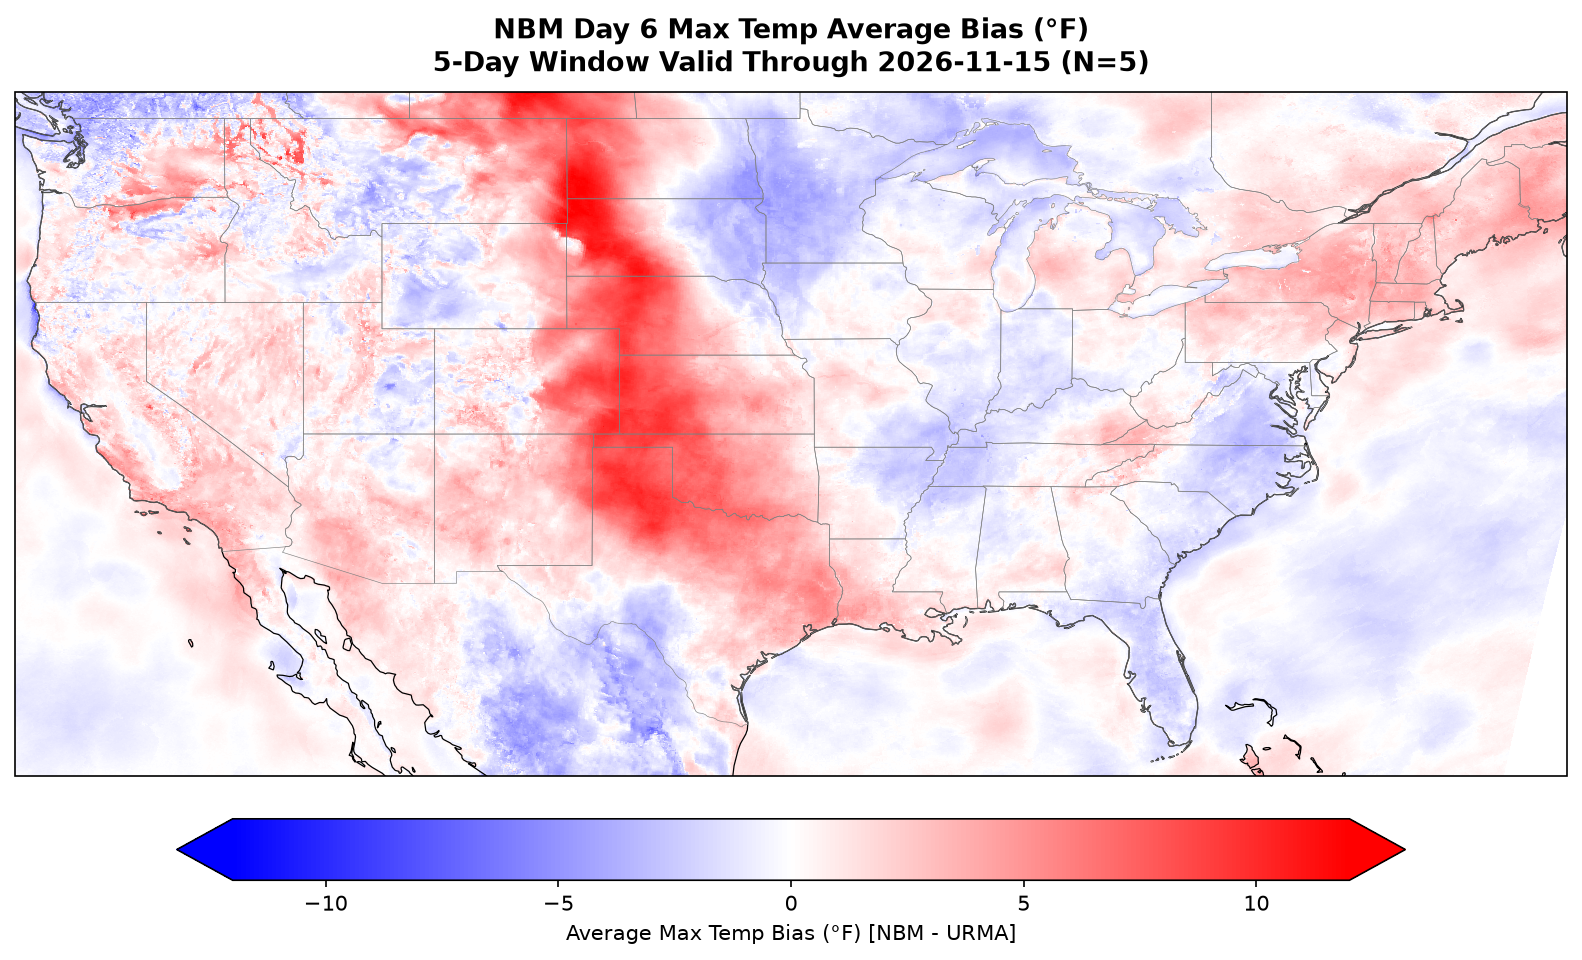 NBM Day 6 Max Temp Average Bias (°F)
5-Day Window Valid Through 2026-11-15 (N=5)
−10 −5 0 5 10
Average Max Temp Bias (°F) [NBM - URMA]